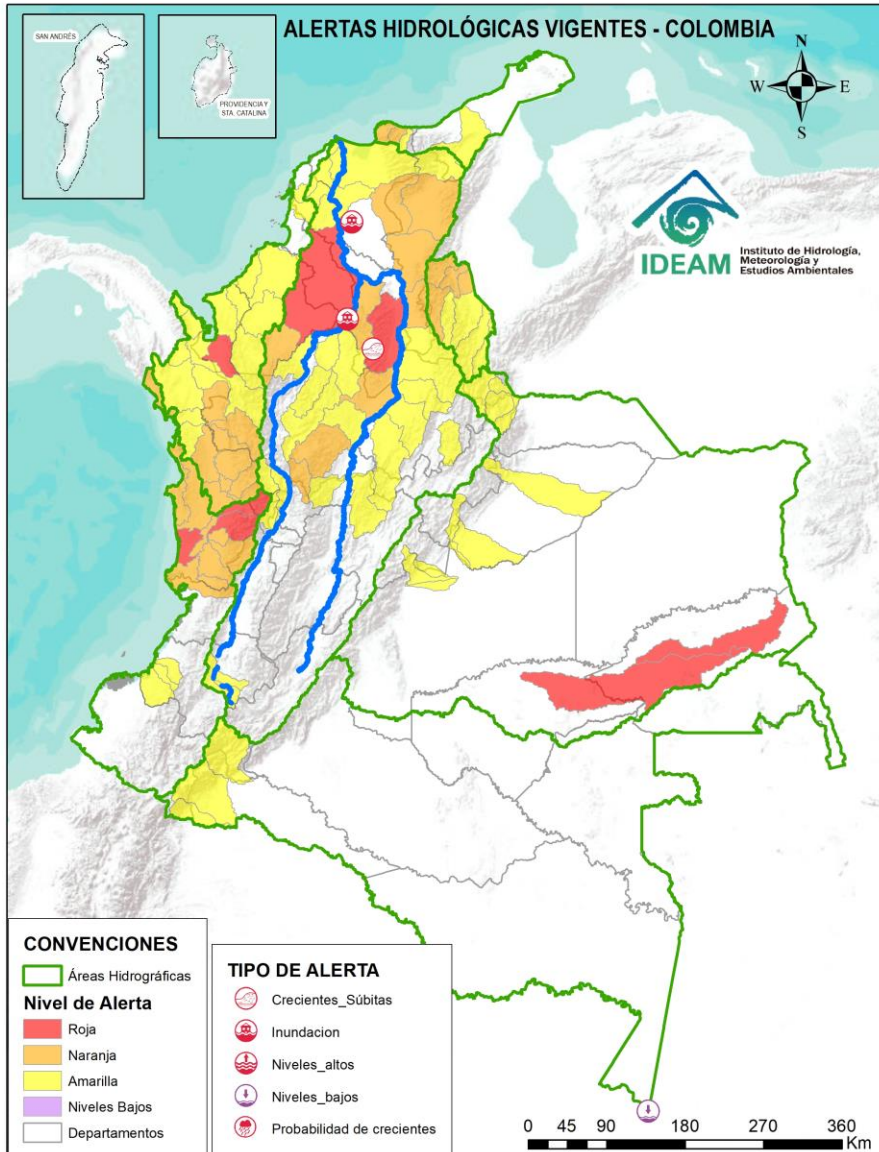 ALERTAS HIDROLÓGICAS VIGENTES - COLOMBIA
SAN ANDRÉS
PROVIDENCIA Y
STA. CATALINA
N
W
E
S
IDEAM
Instituto de Hidrología,
Meteorología y
Estudios Ambientales
CONVENCIONES
Áreas Hidrográficas
Nivel de Alerta
Roja
Naranja
Amarilla
Niveles Bajos
Departamentos
TIPO DE ALERTA
Crecientes_Súbitas
Inundacion
Niveles_altos
Niveles_bajos
Probabilidad de crecientes
0 45 90 180 270 360
Km